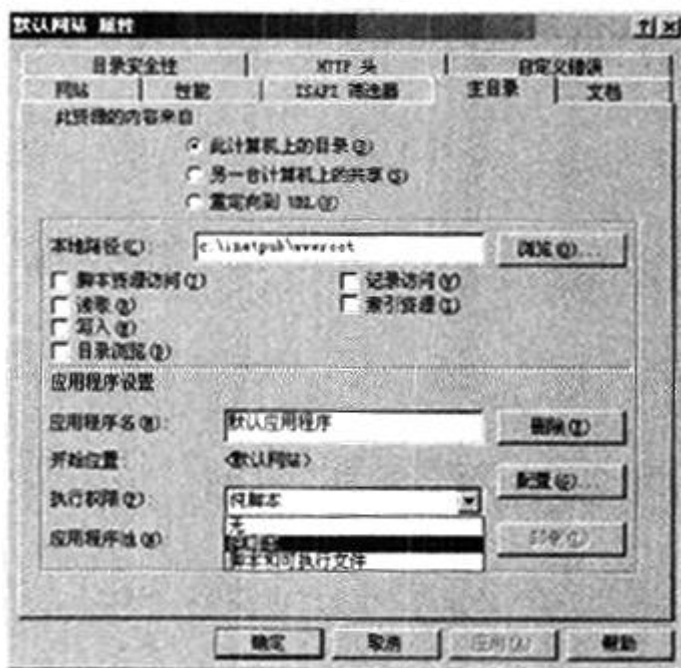 默认网站 属性
目录安全性 HTTP 头 自定义错误
网站 性能 ISAPI 筛选器 主目录 文档
此资源的内容来自
此计算机上的目录(D)
另一台计算机上的共享(S)
重定向到 URL(U)
本地路径(C): c:\inetpub\wwwroot 浏览(O)...
脚本资源访问(T) 记录访问(V)
读取(R) 索引资源(I)
写入(W)
目录浏览(B)
应用程序设置
应用程序名(M): 默认应用程序 删除(E)
开始位置: <默认网站>
配置(G)...
执行权限(P): 纯脚本
无
应用程序池(N)
脚本和可执行文件
确定 取消 应用(A) 帮助